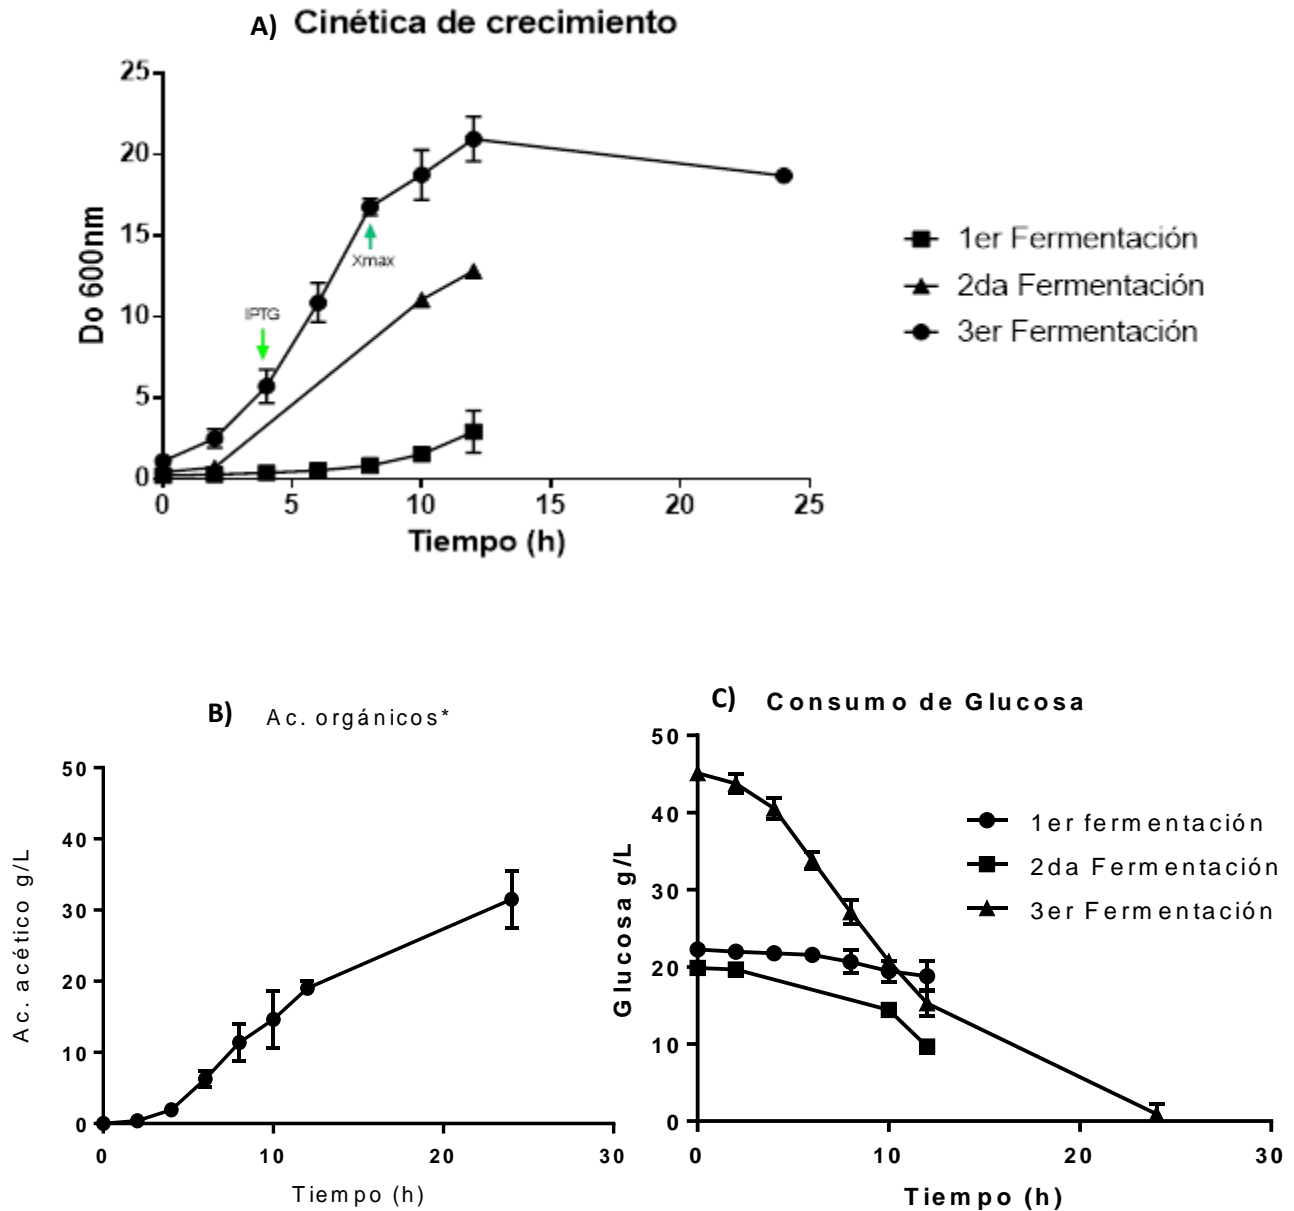 A) Cinética de crecimiento
25
20
15
10
5
0
Do 600nm
IPTG
Xmax
0 5 10 15 20 25
Tiempo (h)
1er Fermentación
2da Fermentación
3er Fermentación
B) Ac. orgánicos*
50
40
30
20
10
0
Ac. acético g/L
0 10 20 30
Tiempo (h)
C) Consumo de Glucosa
50
40
30
20
10
0
Glucosa g/L
0 10 20 30
Tiempo (h)
1er fermentación
2da Fermentación
3er Fermentación